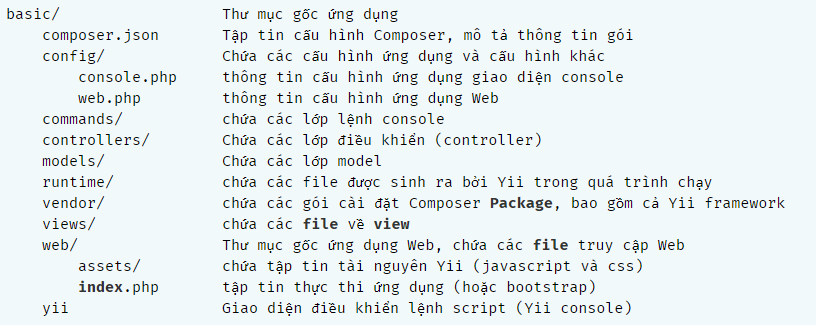 basic/                  Thư mục gốc ứng dụng
    composer.json       Tập tin cấu hình Composer, mô tả thông tin gói
    config/             Chứa các cấu hình ứng dụng và cấu hình khác
        console.php     thông tin cấu hình ứng dụng giao diện console
        web.php         thông tin cấu hình ứng dụng Web
    commands/           chứa các lớp lệnh console
    controllers/        chứa các lớp điều khiển (controller)
    models/             Chứa các lớp model
    runtime/            chứa các file được sinh ra bởi Yii trong quá trình chạy
    vendor/             chứa các gói cài đặt Composer Package, bao gồm cả Yii framework
    views/              chứa các file về view
    web/                Thư mục gốc ứng dụng Web, chứa các file truy cập Web
        assets/         chứa tập tin tài nguyên Yii (javascript và css)
        index.php       tập tin thực thi ứng dụng (hoặc bootstrap)
    yii                 Giao diện điều khiển lệnh script (Yii console)